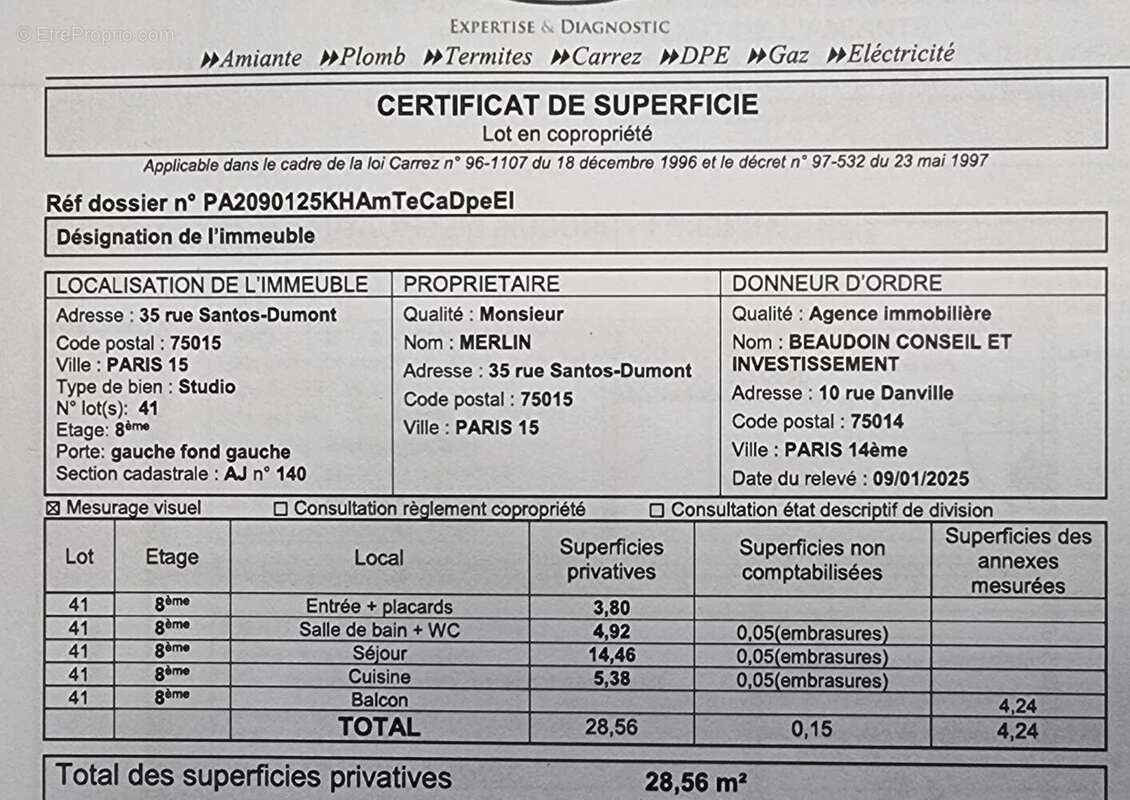 © EtreProprio.com
EXPERTISE & DIAGNOSTIC
Amiante Plomb Termites Carrez DPE Gaz Eléctricité
CERTIFICAT DE SUPERFICIE
Lot en copropriété
Applicable dans le cadre de la loi Carrez n° 96-1107 du 18 décembre 1996 et le décret n° 97-532 du 23 mai 1997
Réf dossier n° PA2090125KHAmTeCaDpeEl
Désignation de l'immeuble
LOCALISATION DE L'IMMEUBLE
Adresse : 35 rue Santos-Dumont
Code postal : 75015
Ville : PARIS 15
Type de bien : Studio
N° lot(s): 41
Etage: 8ème
Porte: gauche fond gauche
Section cadastrale : AJ n° 140
PROPRIETAIRE
Qualité : Monsieur
Nom : MERLIN
Adresse : 35 rue Santos-Dumont
Code postal : 75015
Ville : PARIS 15
DONNEUR D'ORDRE
Qualité : Agence immobilière
Nom : BEAUDOIN CONSEIL ET
INVESTISSEMENT
Adresse : 10 rue Danville
Code postal : 75014
Ville : PARIS 14ème
Date du relevé : 09/01/2025
☒ Mesurage visuel ☐ Consultation règlement copropriété ☐ Consultation état descriptif de division
Lot Etage Local Superficies privatives Superficies non comptabilisées Superficies des annexes mesurées
41 8ème Entrée + placards 3,80
41 8ème Salle de bain + WC 4,92 0,05(embrasures)
41 8ème Séjour 14,46 0,05(embrasures)
41 8ème Cuisine 5,38 0,05(embrasures)
41 8ème Balcon 4,24
TOTAL 28,56 0,15 4,24
Total des superficies privatives 28,56 m²